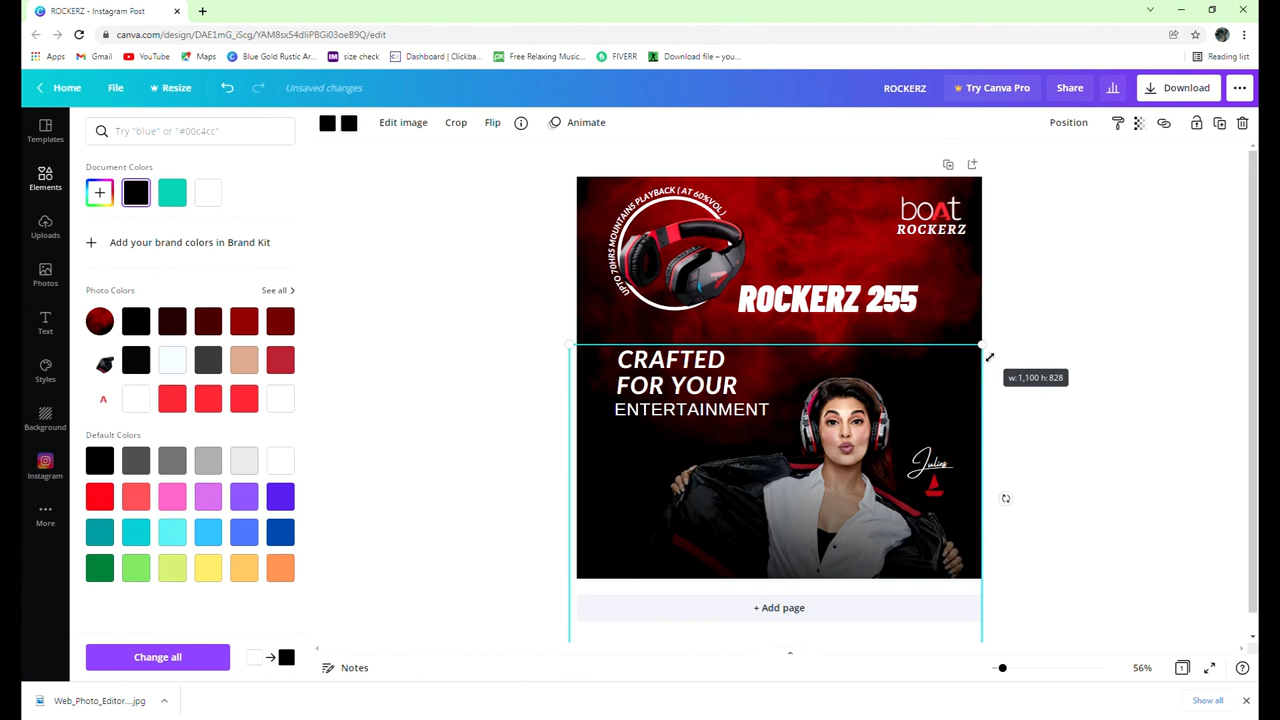 ROCKERZ - Instagram Post
canva.com/design/DAE1mG_iScg/YAM8sx54dIiPBGi03oeB9Q/edit
Apps Gmail YouTube Maps Blue Gold Rustic Ar... size check Dashboard | Clickba... Free Relaxing Music... FIVERR Download file – you... Reading list
Home File Resize Unsaved changes ROCKERZ Try Canva Pro Share Download
Edit image Crop Flip Animate Position
Templates
Elements
Uploads
Photos
Text
Styles
Background
Instagram
More
Try "blue" or "#00c4cc"
Document Colors
Add your brand colors in Brand Kit
Photo Colors See all
Default Colors
Change all
UPTO 70HRS MOUNTAINS PLAYBACK ( AT 60%VOL )
boAt
ROCKERZ
ROCKERZ 255
CRAFTED
FOR YOUR
ENTERTAINMENT
Julias
w: 1,100 h: 828
+ Add page
Notes 56% 1
Web_Photo_Editor....jpg Show all